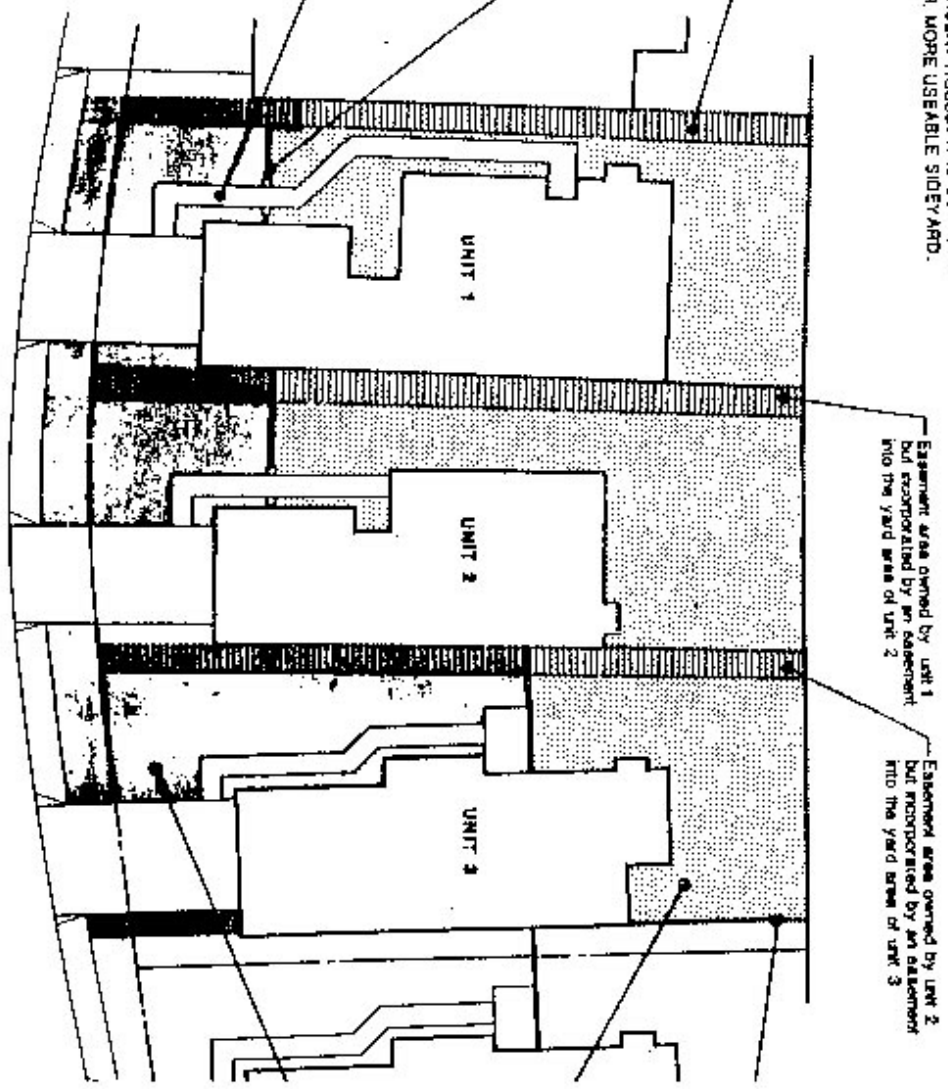 MORE USEABLE SIDEYARD.
Easement area owned by unit 1
but incorporated by an easement
into the yard area of unit 2
Easement area owned by unit 2
but incorporated by an easement
into the yard area of unit 3
UNIT 1
UNIT 2
UNIT 3